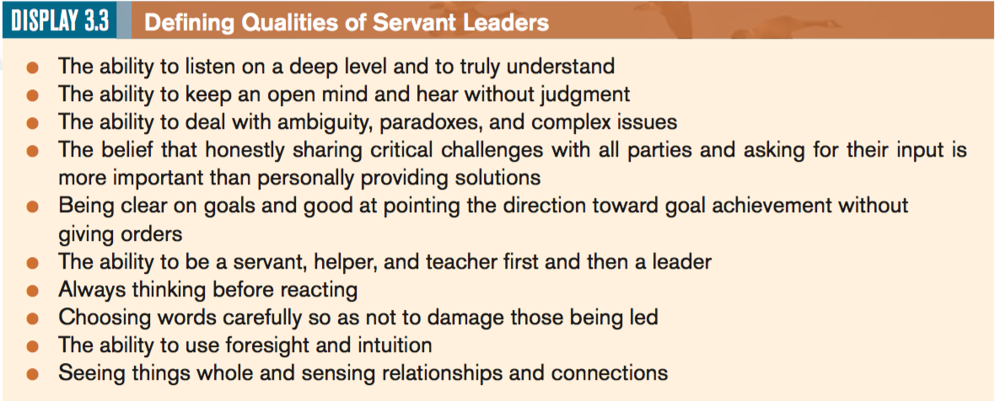 DISPLAY 3.3 Defining Qualities of Servant Leaders
● The ability to listen on a deep level and to truly understand
● The ability to keep an open mind and hear without judgment
● The ability to deal with ambiguity, paradoxes, and complex issues
● The belief that honestly sharing critical challenges with all parties and asking for their input is
more important than personally providing solutions
● Being clear on goals and good at pointing the direction toward goal achievement without
giving orders
● The ability to be a servant, helper, and teacher first and then a leader
● Always thinking before reacting
● Choosing words carefully so as not to damage those being led
● The ability to use foresight and intuition
● Seeing things whole and sensing relationships and connections